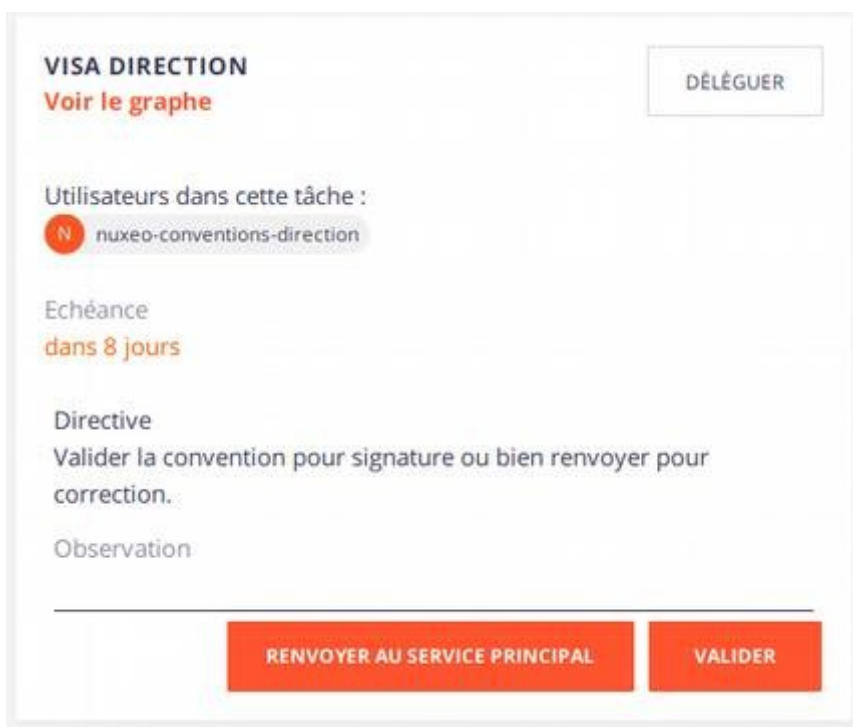 VISA DIRECTION
DÉLÉGUER
Voir le graphe
Utilisateurs dans cette tâche :
N nuxeo-conventions-direction
Echéance
dans 8 jours
Directive
Valider la convention pour signature ou bien renvoyer pour
correction.
Observation
RENVOYER AU SERVICE PRINCIPAL
VALIDER